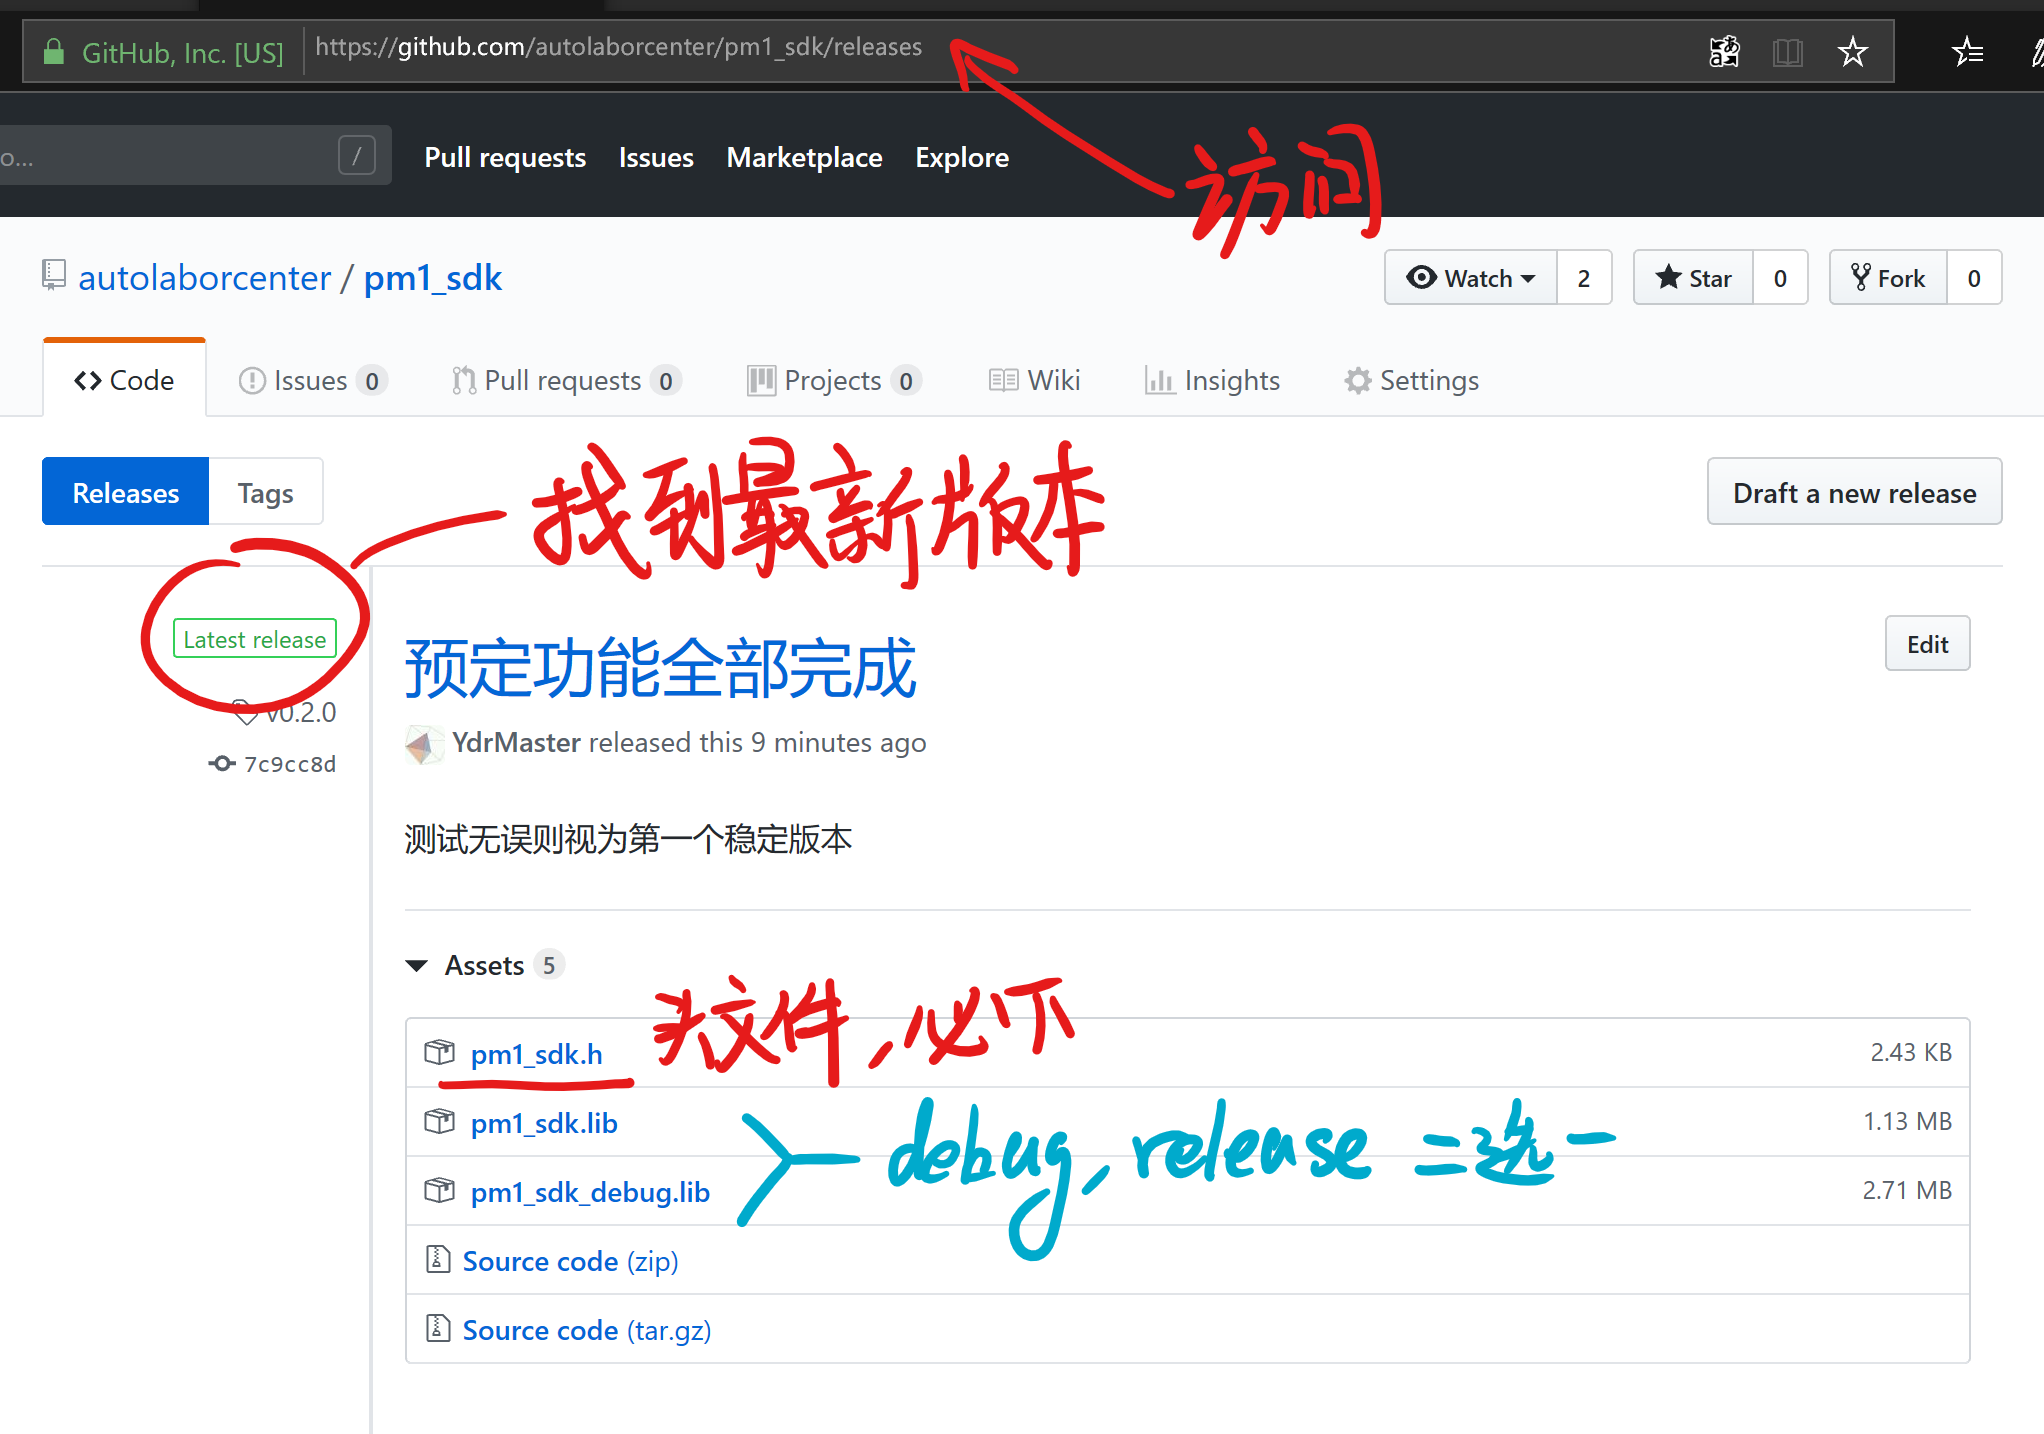 GitHub, Inc. [US] https://github.com/autolaborcenter/pm1_sdk/releases
o... / Pull requests Issues Marketplace Explore
访问
autolaborcenter / pm1_sdk Watch 2 Star 0 Fork 0
Code Issues 0 Pull requests 0 Projects 0 Wiki Insights Settings
Releases Tags 找到最新版本 Draft a new release
Latest release
预定功能全部完成 Edit
v0.2.0
YdrMaster released this 9 minutes ago
7c9cc8d
测试无误则视为第一个稳定版本
Assets 5
头文件,必下
pm1_sdk.h 2.43 KB
pm1_sdk.lib 1.13 MB
debug, release 二选一
pm1_sdk_debug.lib 2.71 MB
Source code (zip)
Source code (tar.gz)